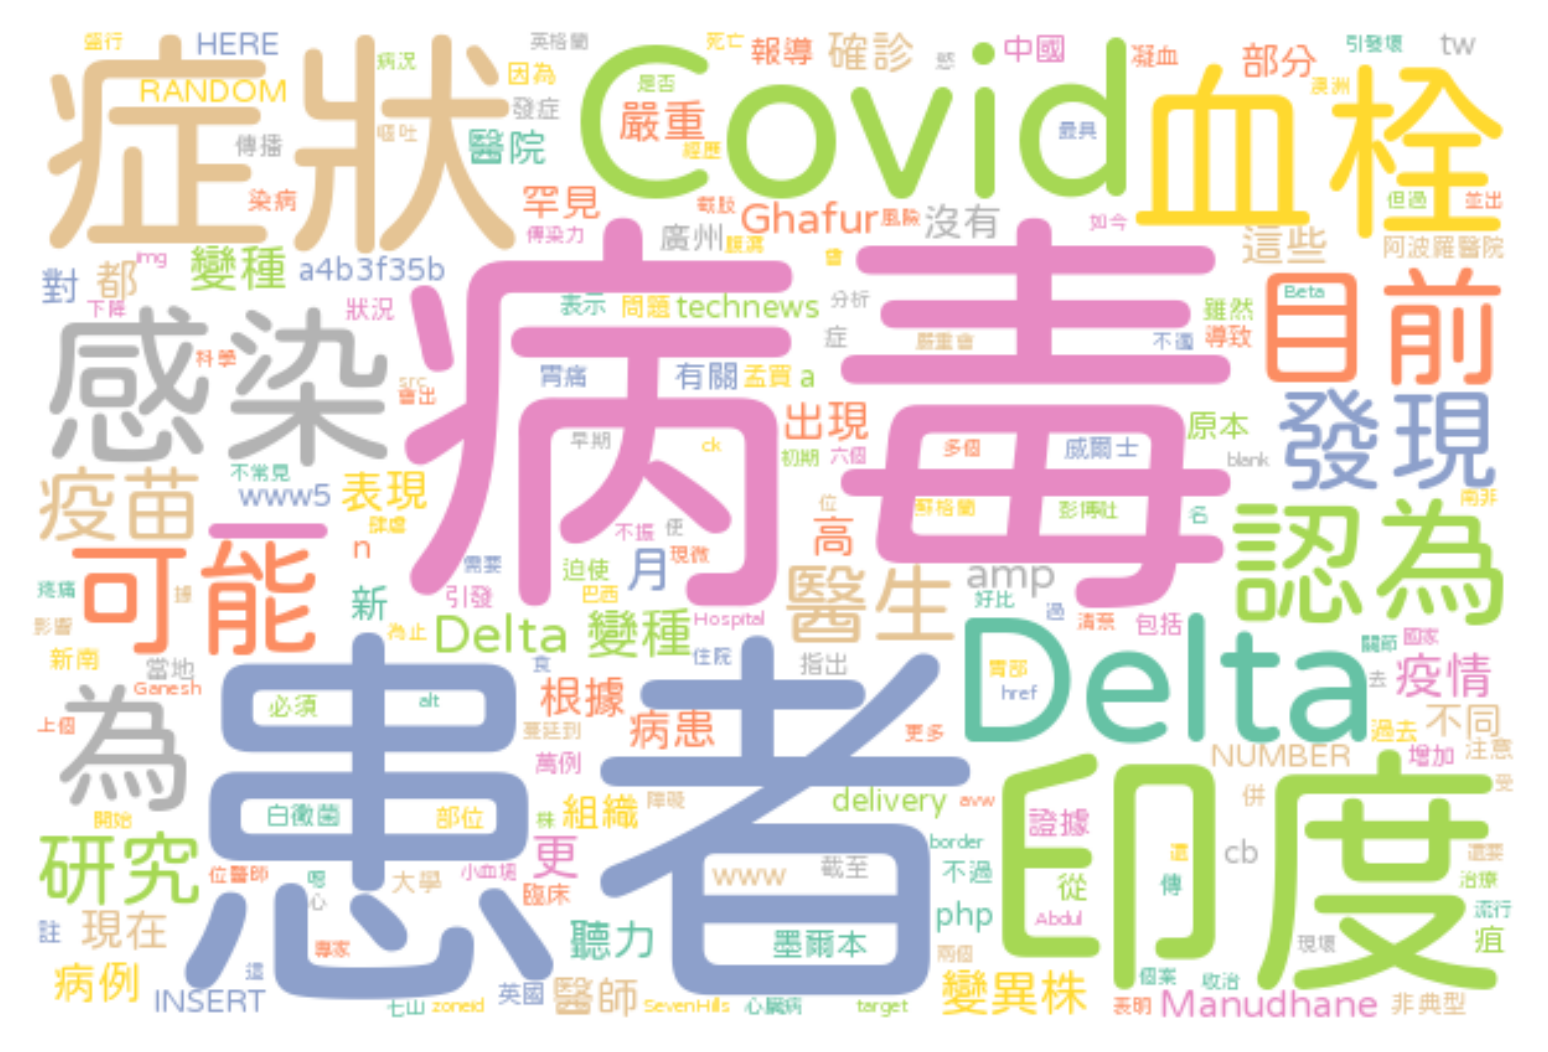 鹽行
HERE
病況
英格蘭
死亡
報導
確診
中國
凝血
部分
引發壞
tw
症狀
RANDOM
因為
是否
Covid
血栓
澳洲
傳播
嘔吐
發症
醫院
嚴重
經歷
最具
染病
罕見
截肢
Ghafur
風險
沒有
如今
但過
並出
傳染力
廣州
腹瀉
這些
阿波羅醫院
對
都
img
變種
a4b3f35b
會
下降
狀況
表示
問題
technews
分析
Beta
雖然
目前
感染
科學
病毒
症
嚴重會
不適
導致
src
會出
胃痛
有關
孟買
a
出現
原本
發現
早期
ck
初期
六個
多個
威爾士
blank
疫苗
不常見
www5
表現
位
蘇格蘭
彭博社
名
南非
肆虐
可能
n
不振
使
現微
高
認為
疼痛
據
需要
迫使
月
醫生
amp
新
引發
巴西
好比
過
清奈
包括
影響
為止
Delta 變種
Hospital
Delta
關節
國家
新南
當地
食
住院
指出
胃部
href
去
疫情
Ganesh
為
患者
必須
alt
根據
病患
更多
過去
不同
上個
蔓延到
萬例
NUMBER
增加
注意
印度
受
白黴菌
部位
株
組織
障礙
delivery
avw
併
開始
證據
研究
更
border
還
cb
還要
位醫師
噁心
大學
小血塊
臨床
www
截至
不過
從
傳
治療
註
現在
聽力
墨爾本
php
Abdul
流行
專家
兩個
現壞
疽
病例
這
INSERT
七山
zoneid
英國
醫師
SevenHills
心臟病
target
變異株
個案
收治
表明
Manudhane
非典型